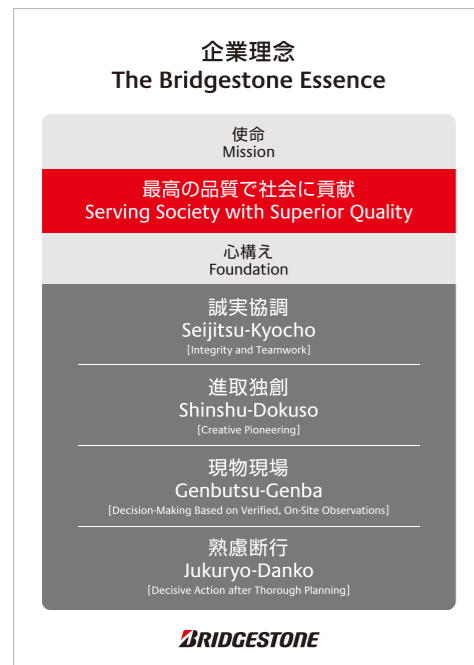 企業理念
The Bridgestone Essence
使命
Mission
最高の品質で社会に貢献
Serving Society with Superior Quality
心構え
Foundation
誠実協調
Seijitsu-Kyocho
[Integrity and Teamwork]
進取独創
Shinshu-Dokuso
[Creative Pioneering]
現物現場
Genbutsu-Genba
[Decision-Making Based on Verified, On-Site Observations]
熟慮断行
Jukuryo-Danko
[Decisive Action after Thorough Planning]
BRIDGESTONE